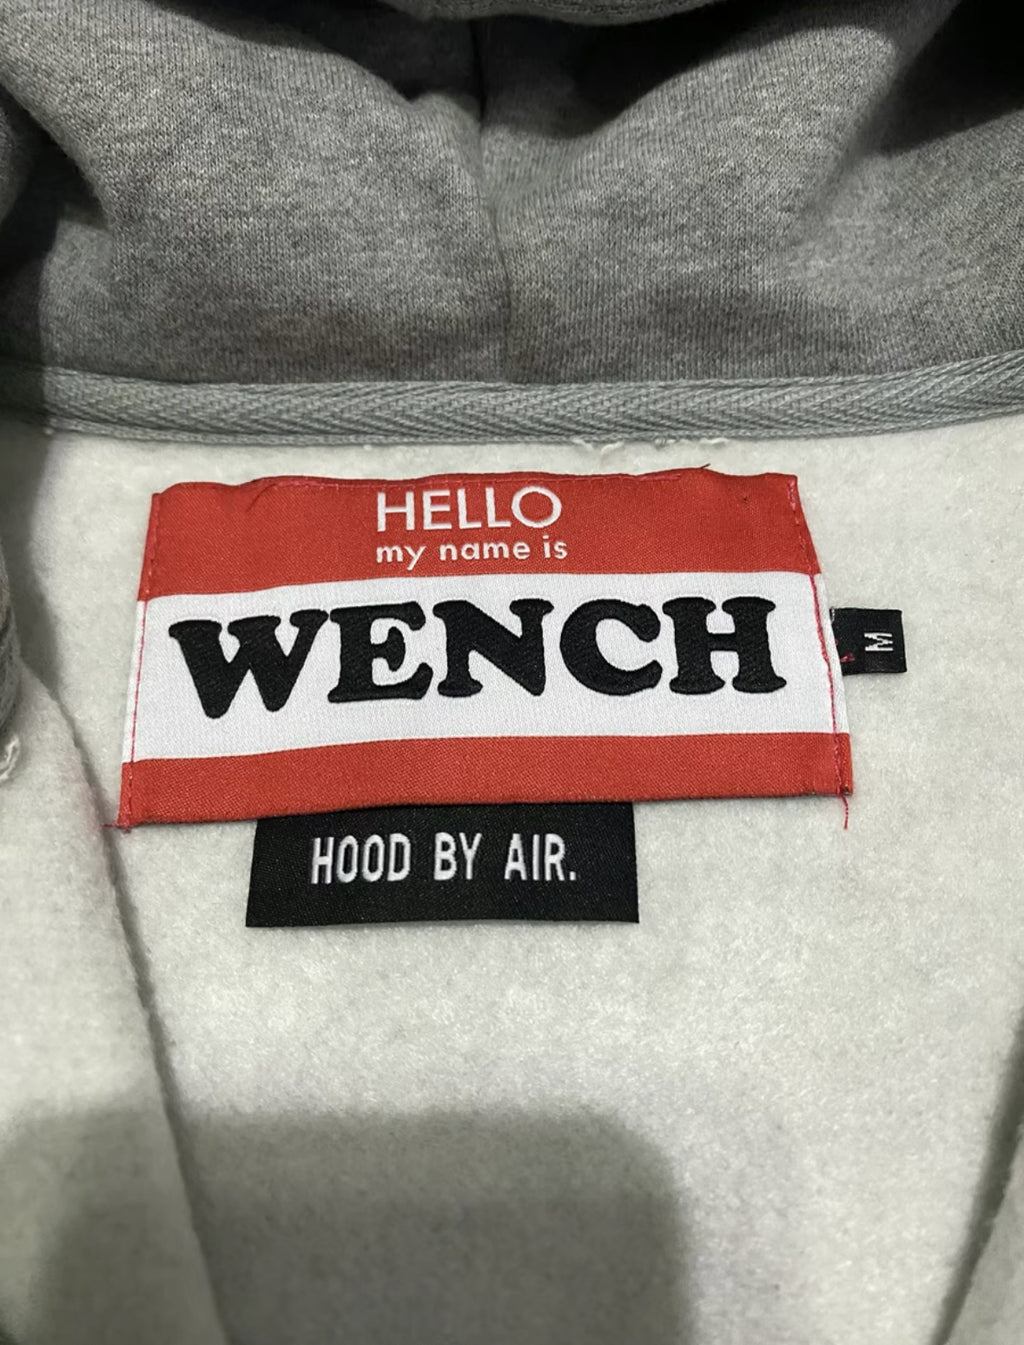 HELLO
my name is
WENCH
M
HOOD BY AIR.